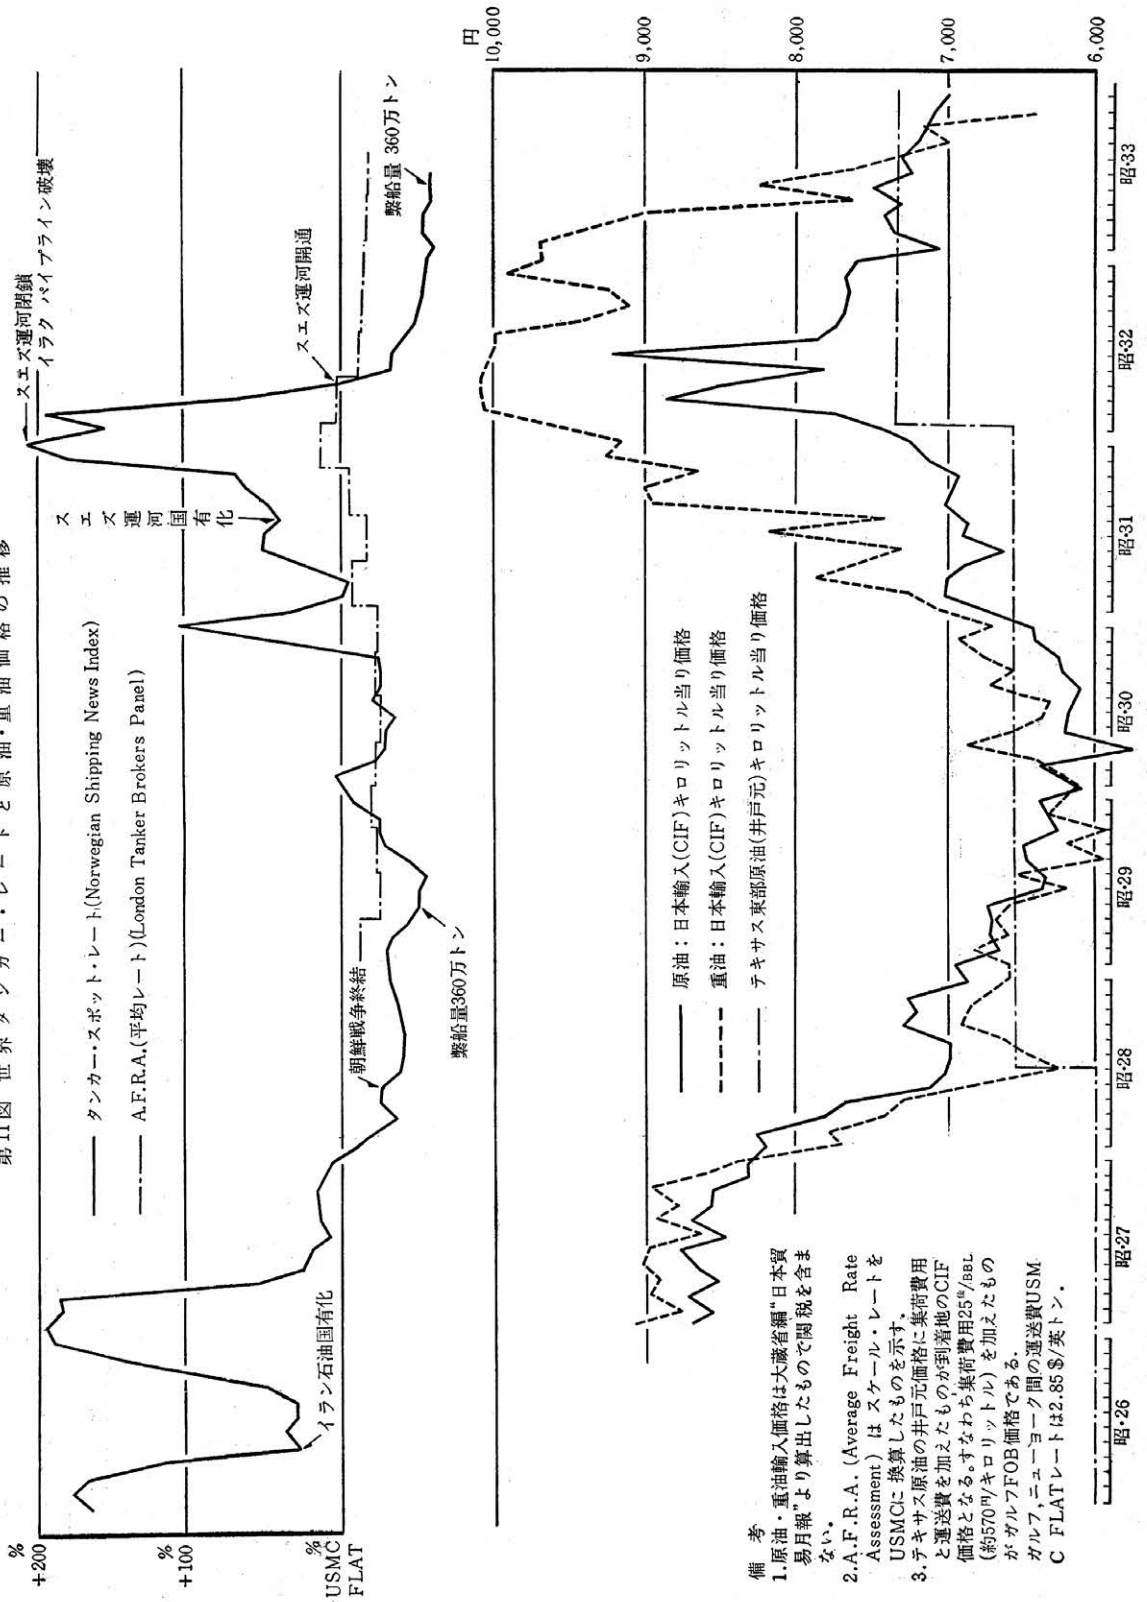 第11図 世界タンカー・レートと原油・重油価格の推移
%
+200
+100
%
USMC
FLAT
タンカー・スポット・レート(Norwegian Shipping News Index)
A.F.R.A.(平均レート)(London Tanker Brokers Panel)
イラン石油国有化
朝鮮戦争終結
繋船量360万トン
スエズ運河国有化
スエズ運河閉鎖
イラク パイプライン破壊
スエズ運河開通
繋船量 360万トン
円
10,000
9,000
8,000
7,000
6,000
原油：日本輸入(CIF)キロリットル当り価格
重油：日本輸入(CIF)キロリットル当り価格
テキサス東部原油(井戸元)キロリットル当り価格
昭・26
昭・27
昭・28
昭・29
昭・30
昭・31
昭・32
昭・33
備 考
1.原油・重油輸入価格は大蔵省編“日本貿
易月報”より算出したもので関税を含ま
ない。
2.A.F.R.A. (Average Freight Rate
Assessment) はスケール・レートを
USMCに換算したものを示す。
3.テキサス原油の井戸元価格に集荷費用
と運送費を加えたものが到着地のCIF
価格となる。すなわち集荷費用25/BBL
(約570円/キロリットル) を加えたもの
がガルフFOB価格である。
ガルフ,ニューヨーク間の運送費USM
C FLATレートは2.85＄/英トン。